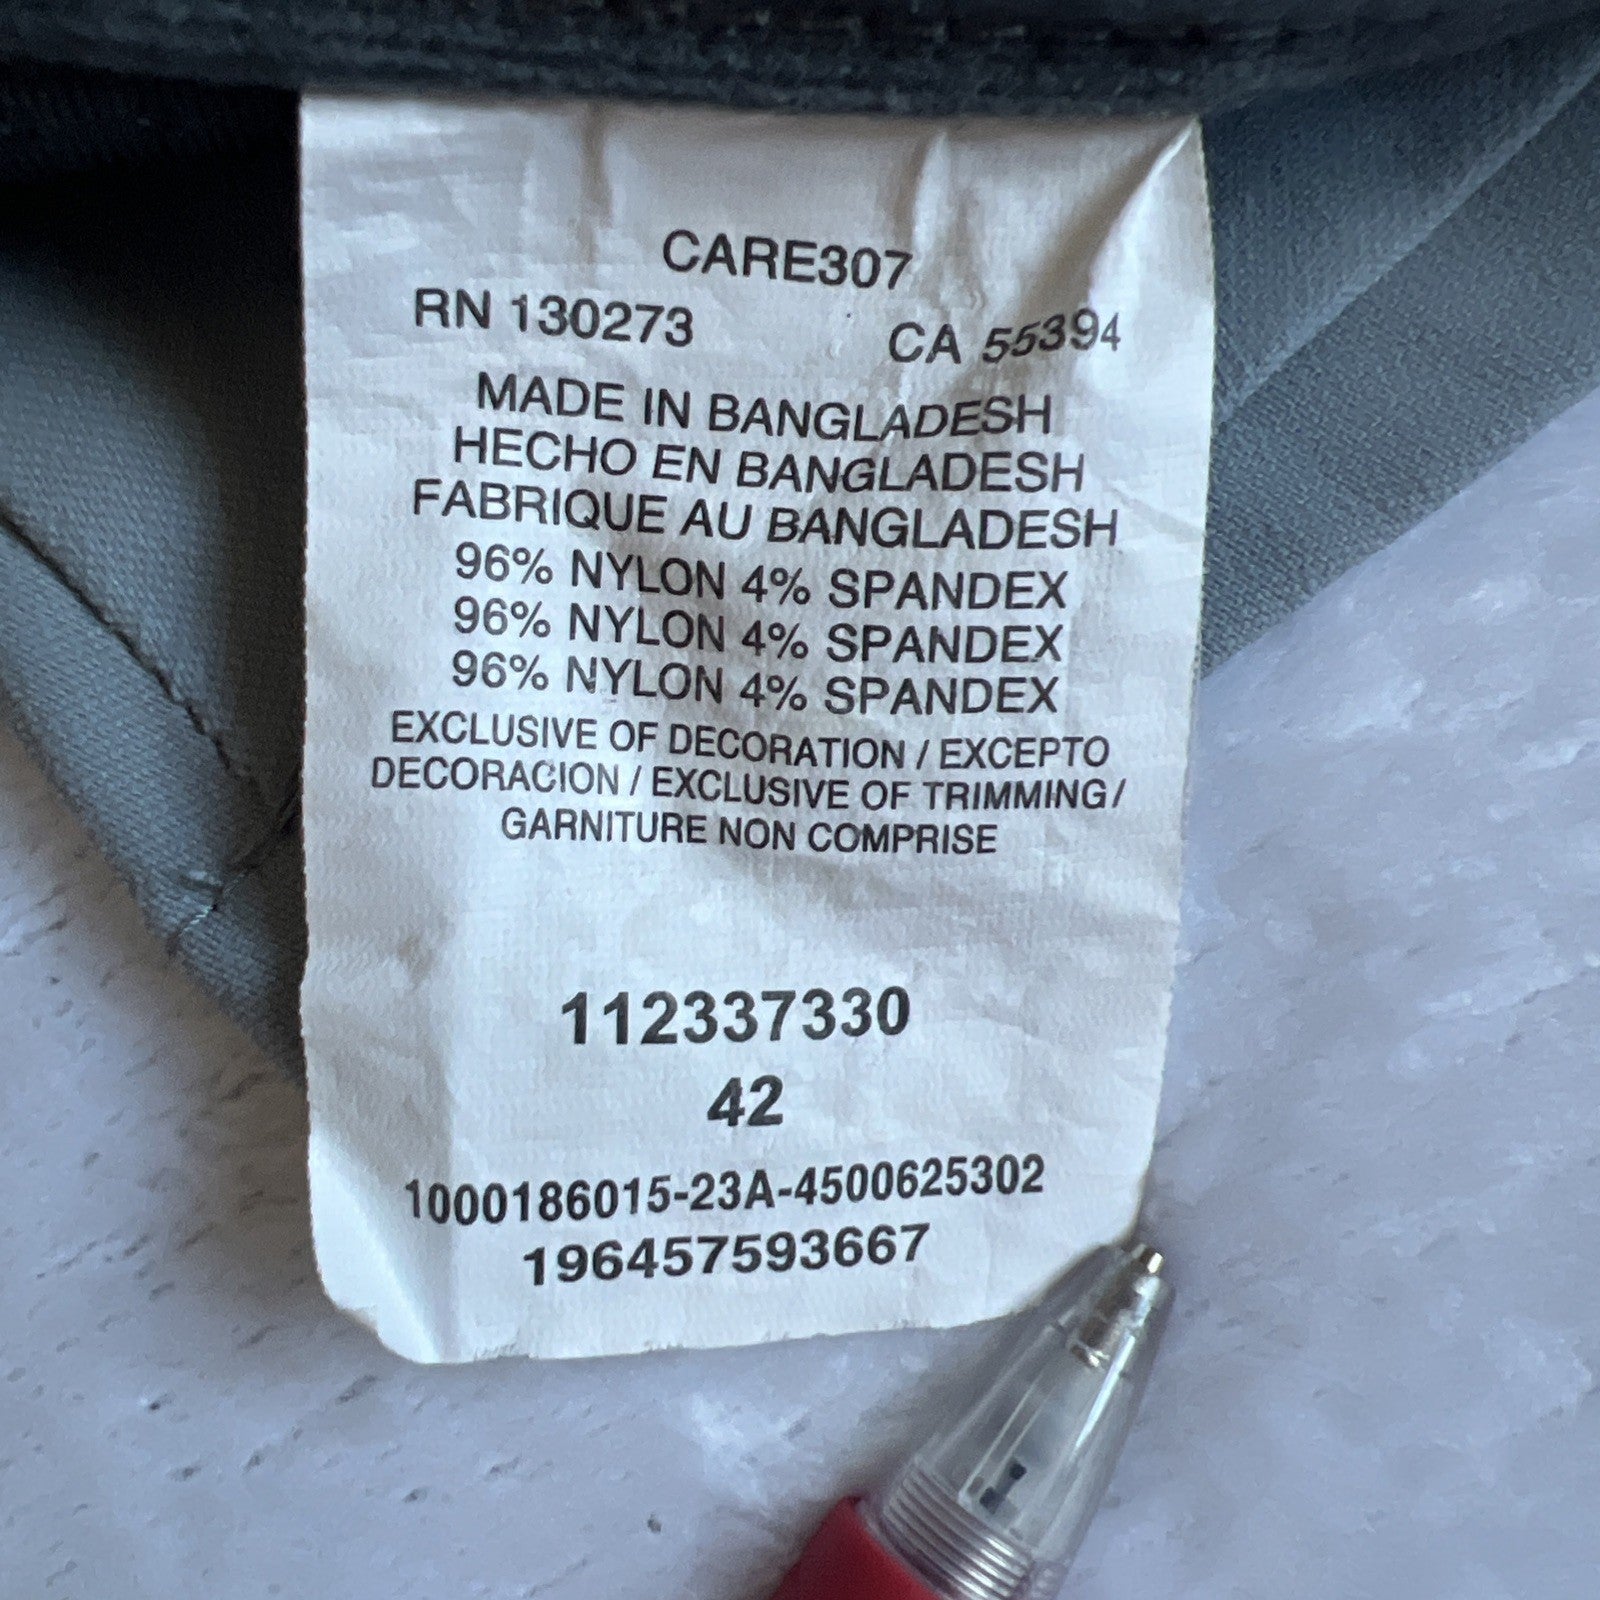 CARE307
RN 130273 CA 55394
MADE IN BANGLADESH
HECHO EN BANGLADESH
FABRIQUE AU BANGLADESH
96% NYLON 4% SPANDEX
96% NYLON 4% SPANDEX
96% NYLON 4% SPANDEX
EXCLUSIVE OF DECORATION / EXCEPTO
DECORACION / EXCLUSIVE OF TRIMMING/
GARNITURE NON COMPRISE
112337330
42
1000186015-23A-4500625302
196457593667